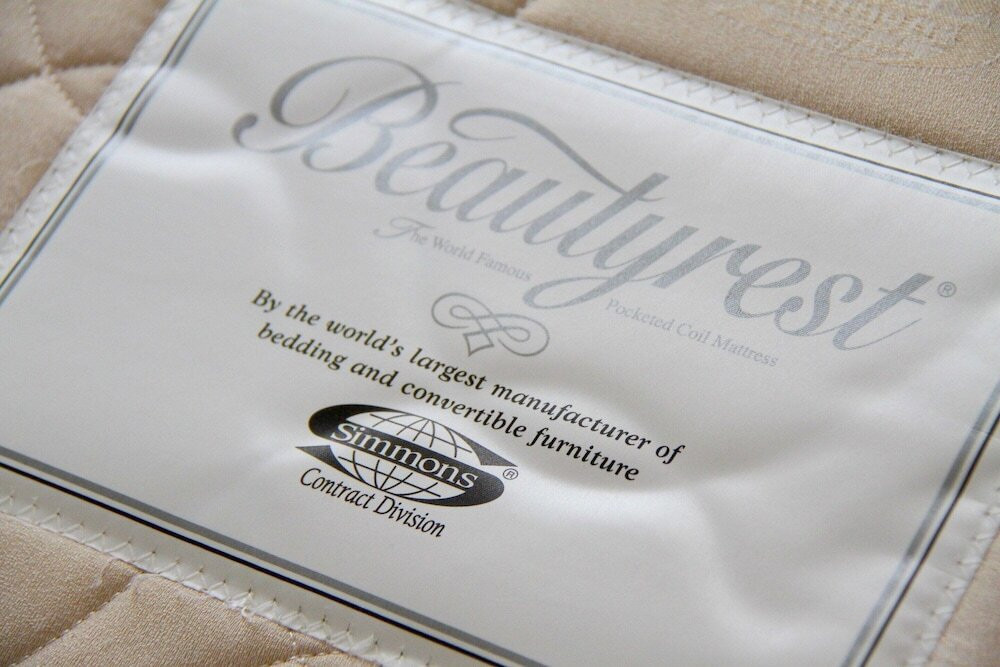 Beautyrest®
The World Famous Pocketed Coil Mattress
By the world's largest manufacturer of
bedding and convertible furniture
Simmons®
Contract Division